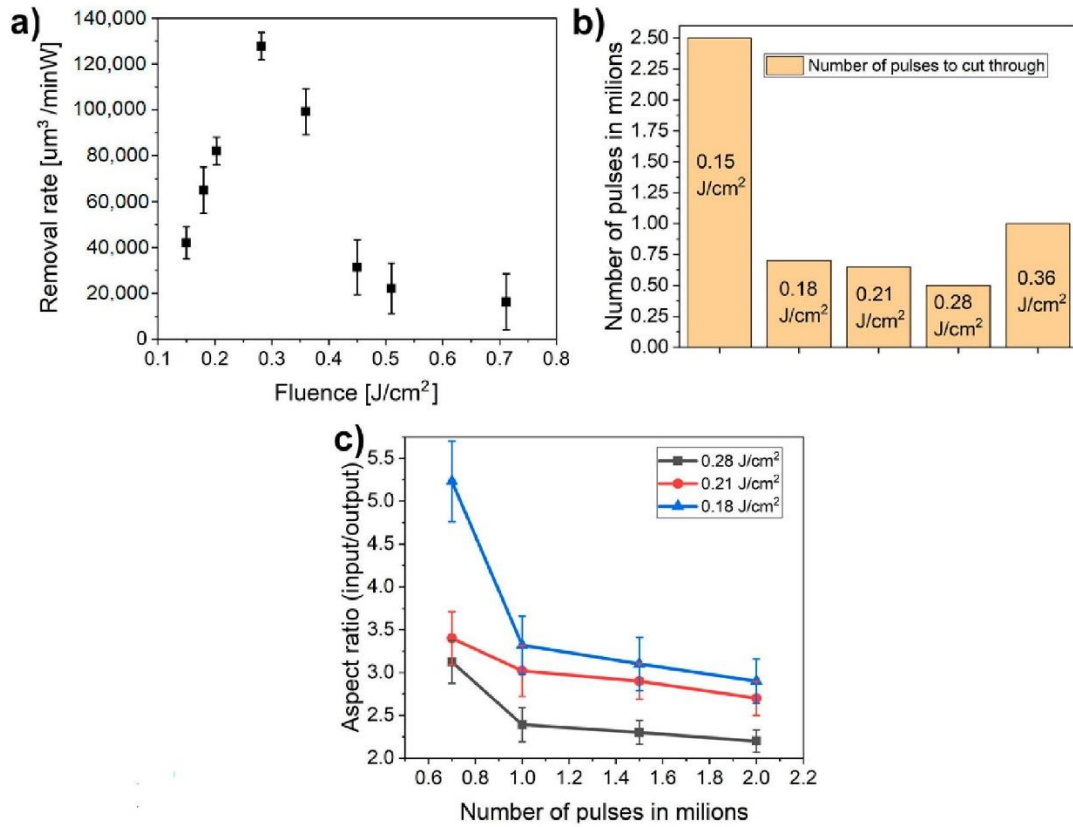 a)
Removal rate [um³/minW]
140,000
120,000
100,000
80,000
60,000
40,000
20,000
0
0.1 0.2 0.3 0.4 0.5 0.6 0.7 0.8
Fluence [J/cm²]
b)
Number of pulses in milions
2.50
2.25
2.00
1.75
1.50
1.25
1.00
0.75
0.50
0.25
0.00
Number of pulses to cut through
0.15
J/cm²
0.18
J/cm²
0.21
J/cm²
0.28
J/cm²
0.36
J/cm²
c)
Aspect ratio (input/output)
5.5
5.0
4.5
4.0
3.5
3.0
2.5
2.0
0.28 J/cm²
0.21 J/cm²
0.18 J/cm²
0.6 0.8 1.0 1.2 1.4 1.6 1.8 2.0 2.2
Number of pulses in milions